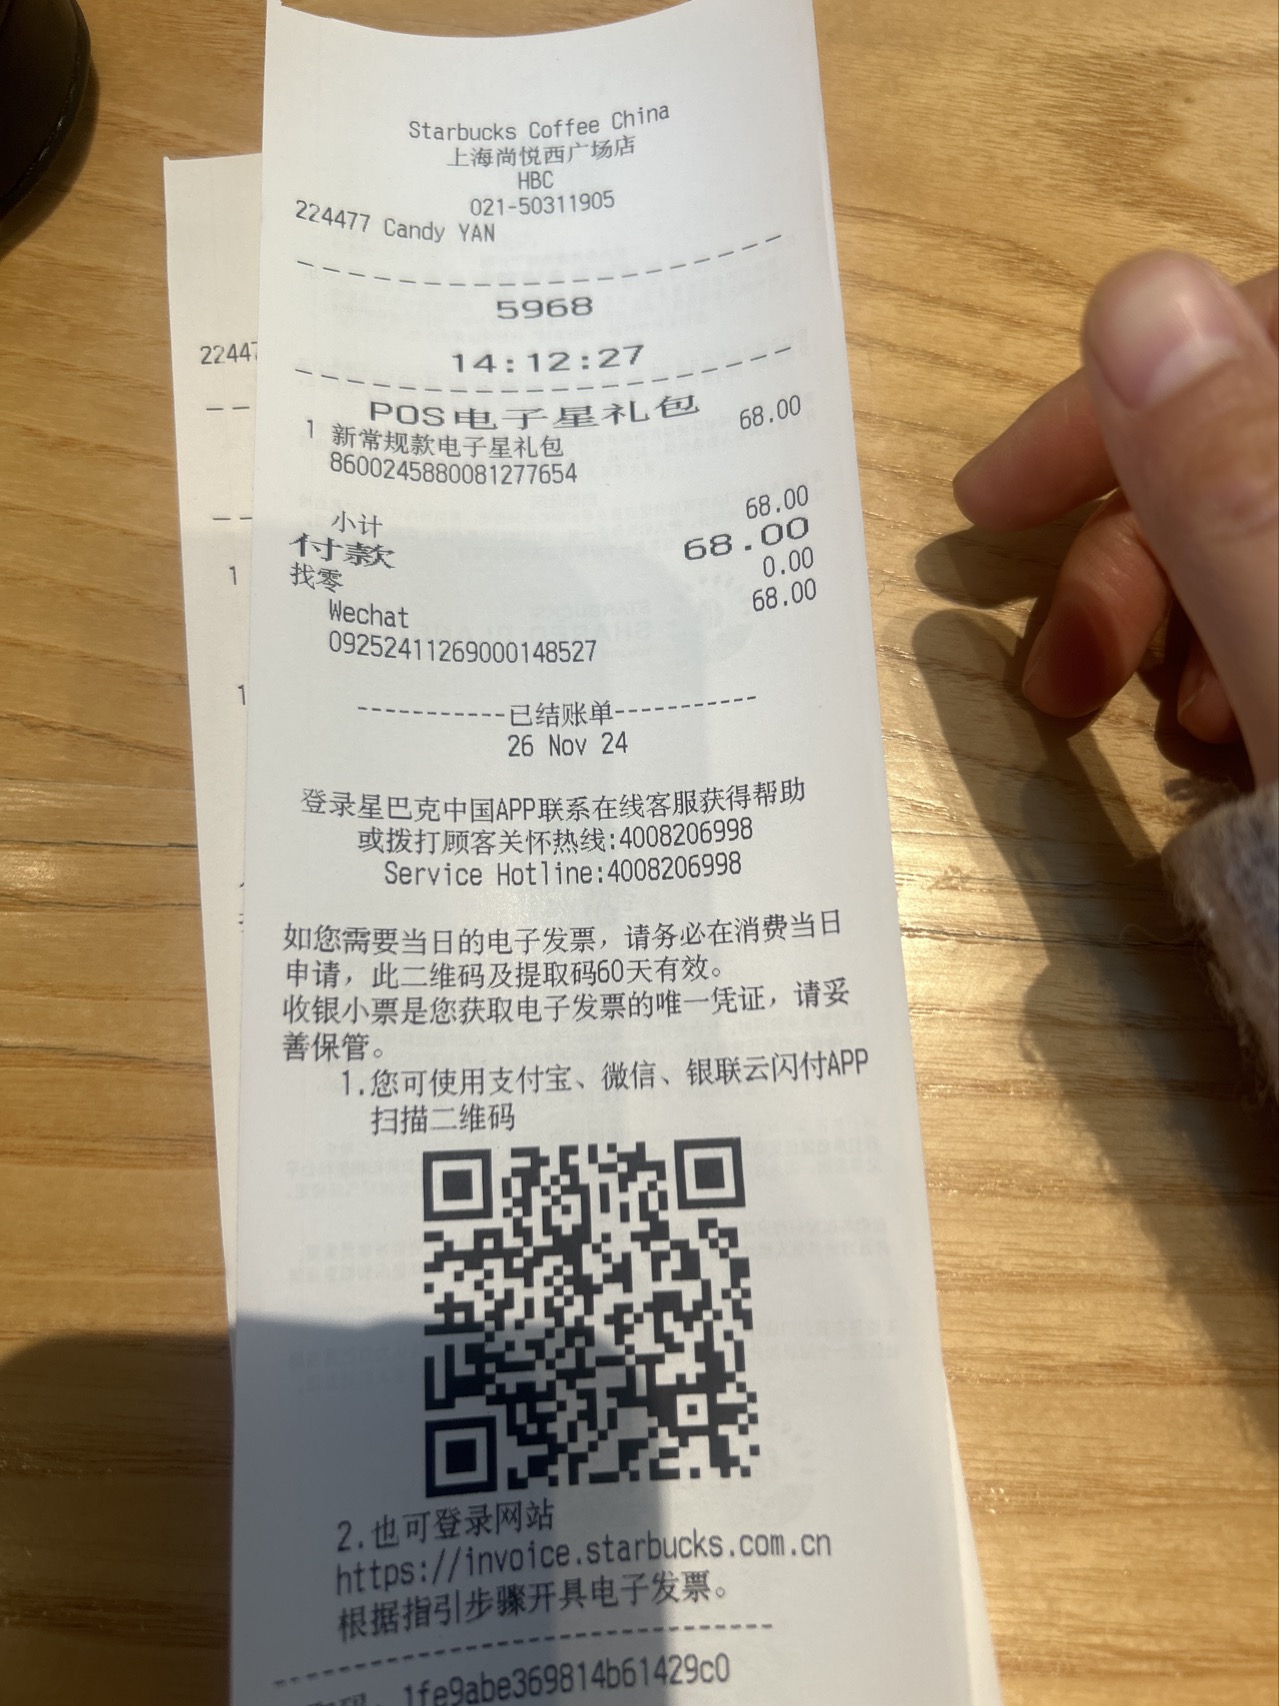 Starbucks Coffee China
上海尚悦西广场店
HBC
021-50311905
224477 Candy YAN
5968
14:12:27
POS电子星礼包
1 新常规款电子星礼包 68.00
8600245880081277654
小计 68.00
付款 68.00
找零 0.00
Wechat 68.00
09252411269000148527
-----------已结账单-----------
26 Nov 24
登录星巴克中国APP联系在线客服获得帮助
或拨打顾客关怀热线:4008206998
Service Hotline:4008206998
如您需要当日的电子发票，请务必在消费当日
申请，此二维码及提取码60天有效。
收银小票是您获取电子发票的唯一凭证，请妥
善保管。
1.您可使用支付宝、微信、银联云闪付APP
扫描二维码
2.也可登录网站
https://invoice.starbucks.com.cn
根据指引步骤开具电子发票。
1fe9abe369814b61429c0
22447
1
1